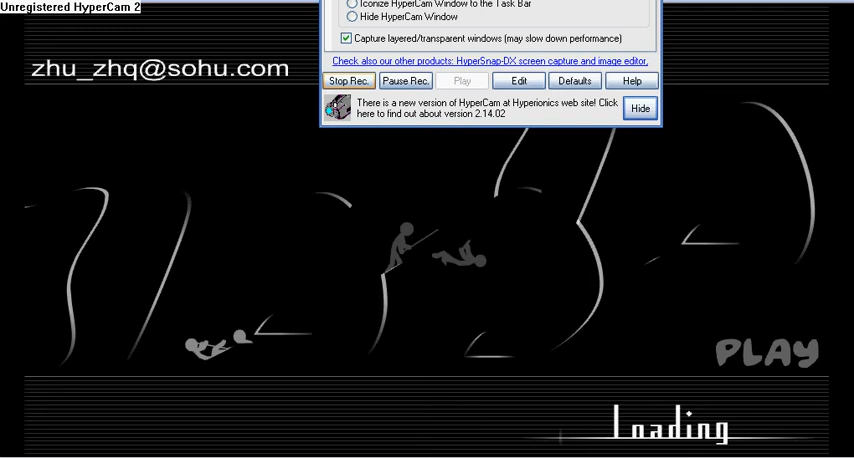 Unregistered HyperCam 2
Iconize HyperCam Window to the Task Bar
Hide HyperCam Window
Capture layered/transparent windows (may slow down performance)
Check also our other products: HyperSnap-DX screen capture and image editor.
zhu_zhq@sohu.com
Stop Rec. Pause Rec. Play Edit Defaults Help
There is a new version of HyperCam at Hyperionics web site! Click
here to find out about version 2.14.02
Hide
PLAY
Loading